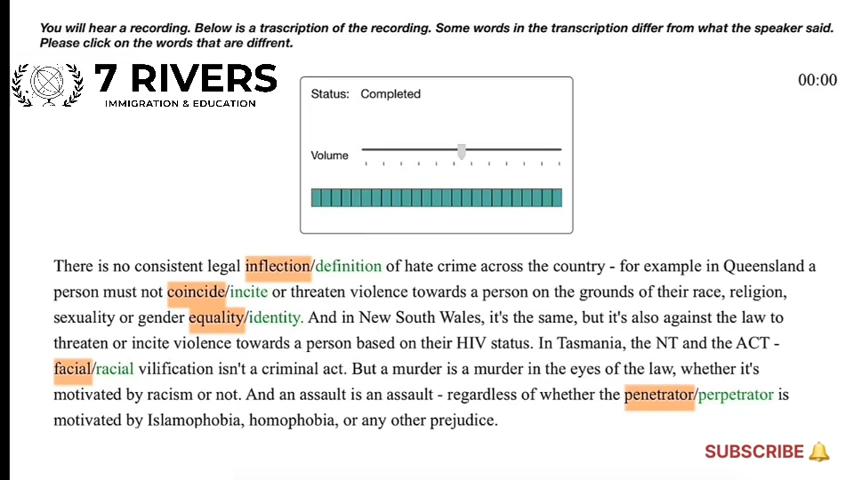 You will hear a recording. Below is a trascription of the recording. Some words in the transcription differ from what the speaker said.
Please click on the words that are diffrent.
7 RIVERS
IMMIGRATION & EDUCATION
00:00
Status: Completed
Volume
There is no consistent legal inflection/definition of hate crime across the country - for example in Queensland a
person must not coincide/incite or threaten violence towards a person on the grounds of their race, religion,
sexuality or gender equality/identity. And in New South Wales, it's the same, but it's also against the law to
threaten or incite violence towards a person based on their HIV status. In Tasmania, the NT and the ACT -
facial/racial vilification isn't a criminal act. But a murder is a murder in the eyes of the law, whether it's
motivated by racism or not. And an assault is an assault - regardless of whether the penetrator/perpetrator is
motivated by Islamophobia, homophobia, or any other prejudice.
SUBSCRIBE